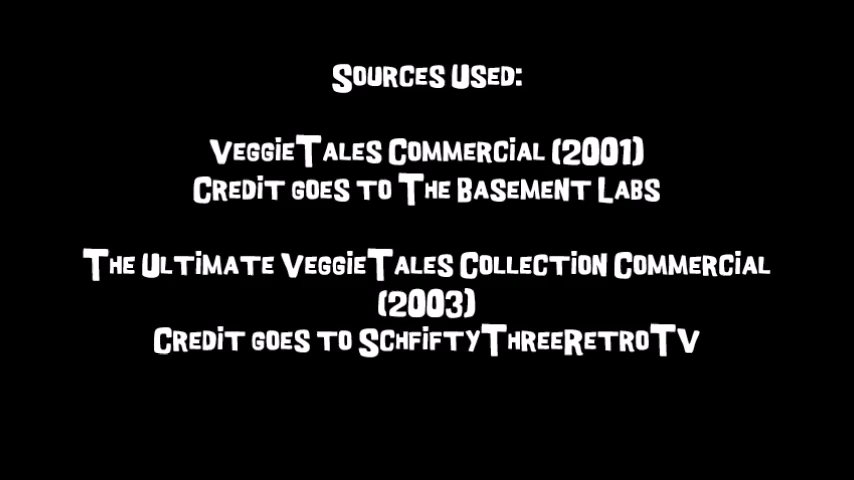 Sources Used:
VeggieTales Commercial (2001)
Credit goes to The Basement Labs
The Ultimate VeggieTales Collection Commercial
(2003)
Credit goes to SchfiftyThreeRetroTV